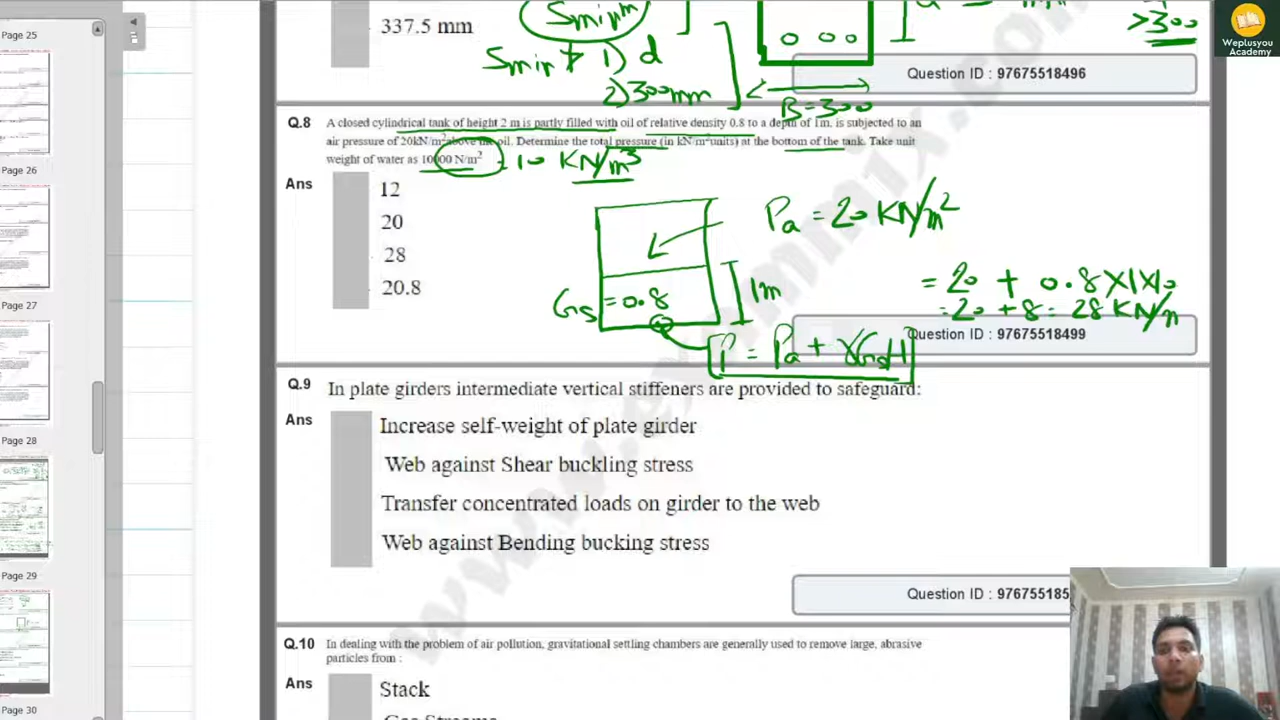 Page 25
337.5 mm
Smin ≯ 1) d
2) 300mm
B = 300
>300
Weplusyou
Academy
Question ID : 97675518496
Q.8 A closed cylindrical tank of height 2 m is partly filled with oil of relative density 0.8 to a depth of 1m, is subjected to an
air pressure of 20kN/m² above the oil. Determine the total pressure (in kN/m² units) at the bottom of the tank. Take unit
weight of water as 10000 N/m²
10 KN/m³
Page 26
Ans
12
20
28
20.8
Pa = 20 KN/m²
Gs = 0.8
1m
= 20 + 0.8×1×10
= 20 + 8 = 28 KN/m
P = Pa + γGsH
Page 27
Question ID : 97675518499
Q.9 In plate girders intermediate vertical stiffeners are provided to safeguard:
Ans
Increase self-weight of plate girder
Web against Shear buckling stress
Transfer concentrated loads on girder to the web
Web against Bending bucking stress
Page 28
Page 29
Question ID : 976755185
Q.10 In dealing with the problem of air pollution, gravitational settling chambers are generally used to remove large, abrasive
particles from :
Ans
Stack
Gas Streams
Page 30